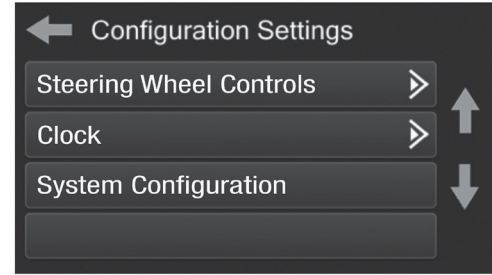 Configuration Settings
Steering Wheel Controls
Clock
System Configuration